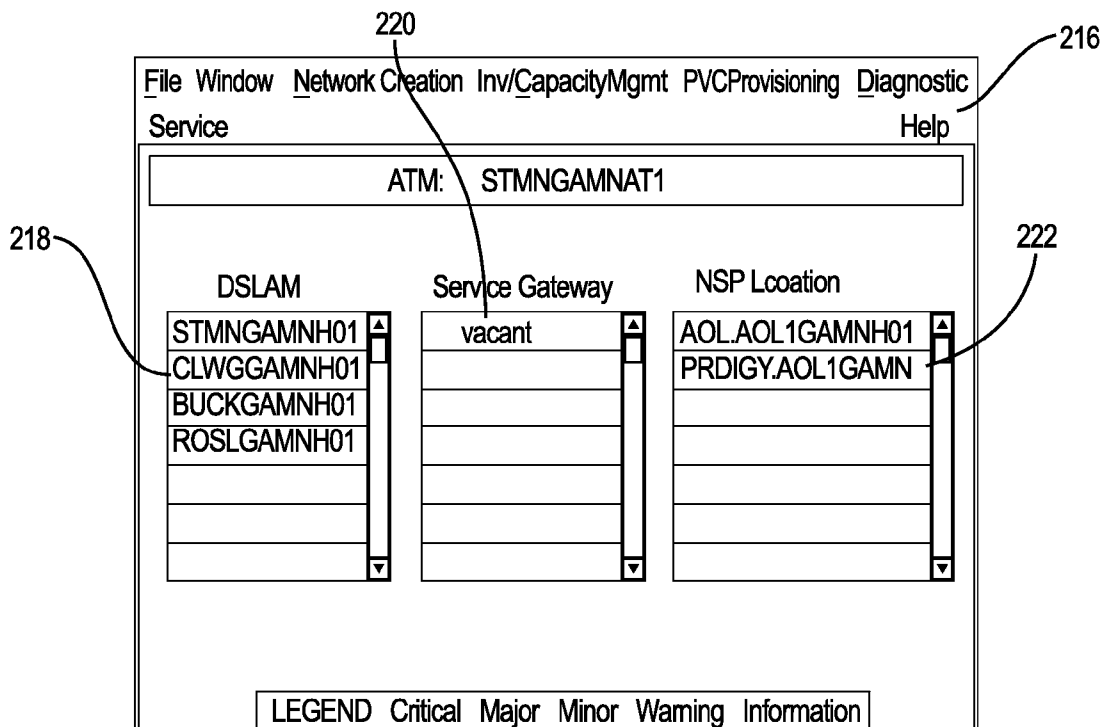 220
216
File Window Network Creation Inv/CapacityMgmt PVCProvisioning Diagnostic
Service Help
ATM: STMNGAMNAT1
218
222
DSLAM Service Gateway NSP Lcoation
STMNGAMNH01 vacant AOL.AOL1GAMNH01
CLWGGAMNH01 PRDIGY.AOL1GAMN
BUCKGAMNH01
ROSLGAMNH01
LEGEND Critical Major Minor Warning Information